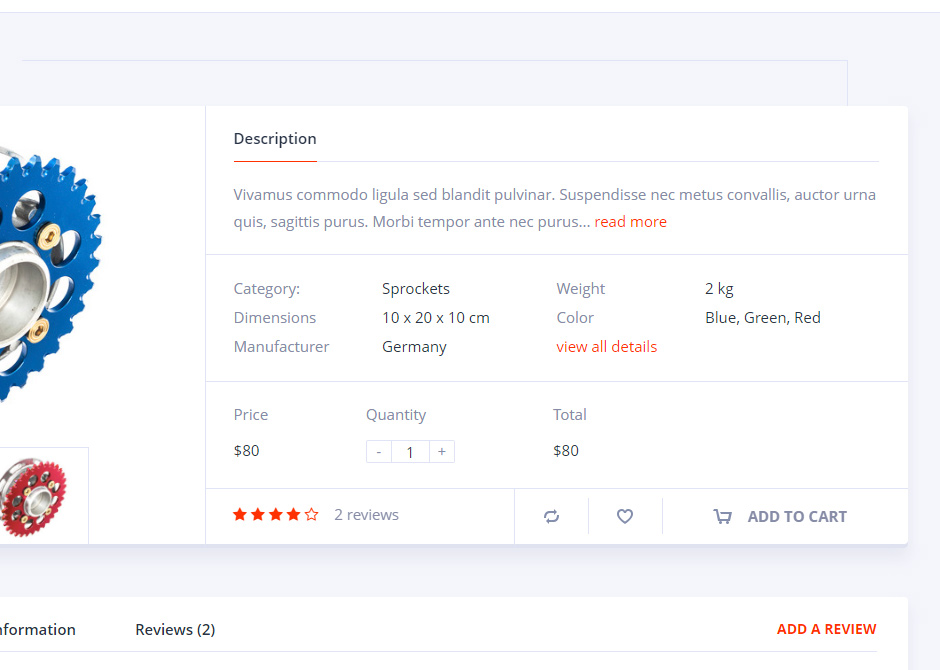 Description
Vivamus commodo ligula sed blandit pulvinar. Suspendisse nec metus convallis, auctor urna
quis, sagittis purus. Morbi tempor ante nec purus... read more
Category: Sprockets Weight 2 kg
Dimensions 10 x 20 x 10 cm Color Blue, Green, Red
Manufacturer Germany view all details
Price Quantity Total
$80 - 1 + $80
2 reviews ADD TO CART
nformation Reviews (2) ADD A REVIEW